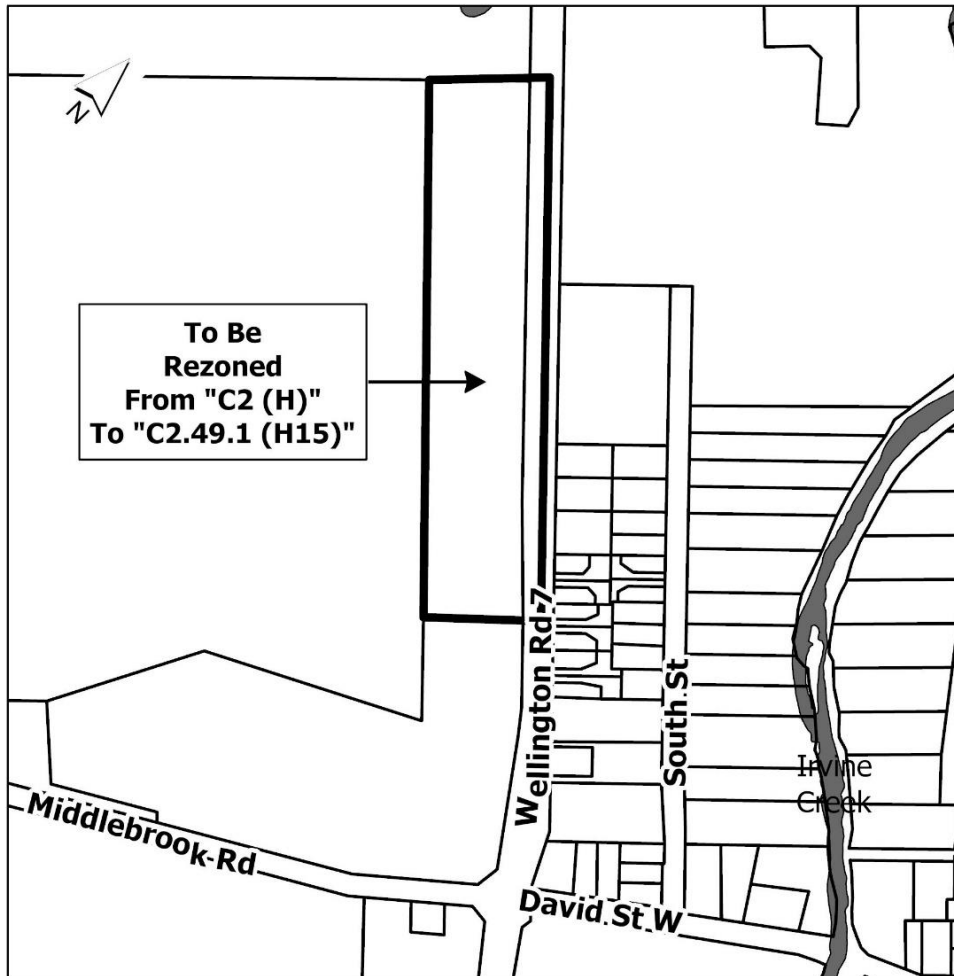 N
To Be
Rezoned
From "C2 (H)"
To "C2.49.1 (H15)"
Wellington Rd 7
South St
Irvine
Creek
Middlebrook Rd
David St W